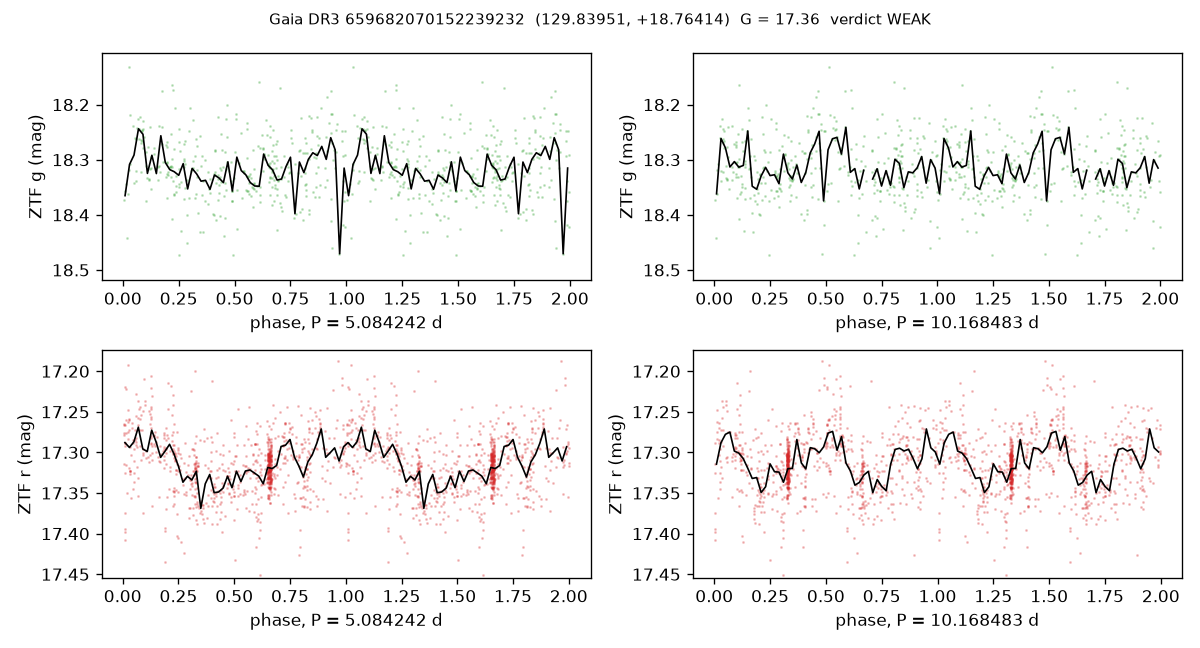 Gaia DR3 659682070152239232  (129.83951, +18.76414)  G = 17.36  verdict WEAK
ZTF g (mag)
18.2
18.3
18.4
18.5
0.00 0.25 0.50 0.75 1.00 1.25 1.50 1.75 2.00
phase, P = 5.084242 d
ZTF g (mag)
18.2
18.3
18.4
18.5
0.00 0.25 0.50 0.75 1.00 1.25 1.50 1.75 2.00
phase, P = 10.168483 d
ZTF r (mag)
17.20
17.25
17.30
17.35
17.40
17.45
0.00 0.25 0.50 0.75 1.00 1.25 1.50 1.75 2.00
phase, P = 5.084242 d
ZTF r (mag)
17.20
17.25
17.30
17.35
17.40
17.45
0.00 0.25 0.50 0.75 1.00 1.25 1.50 1.75 2.00
phase, P = 10.168483 d